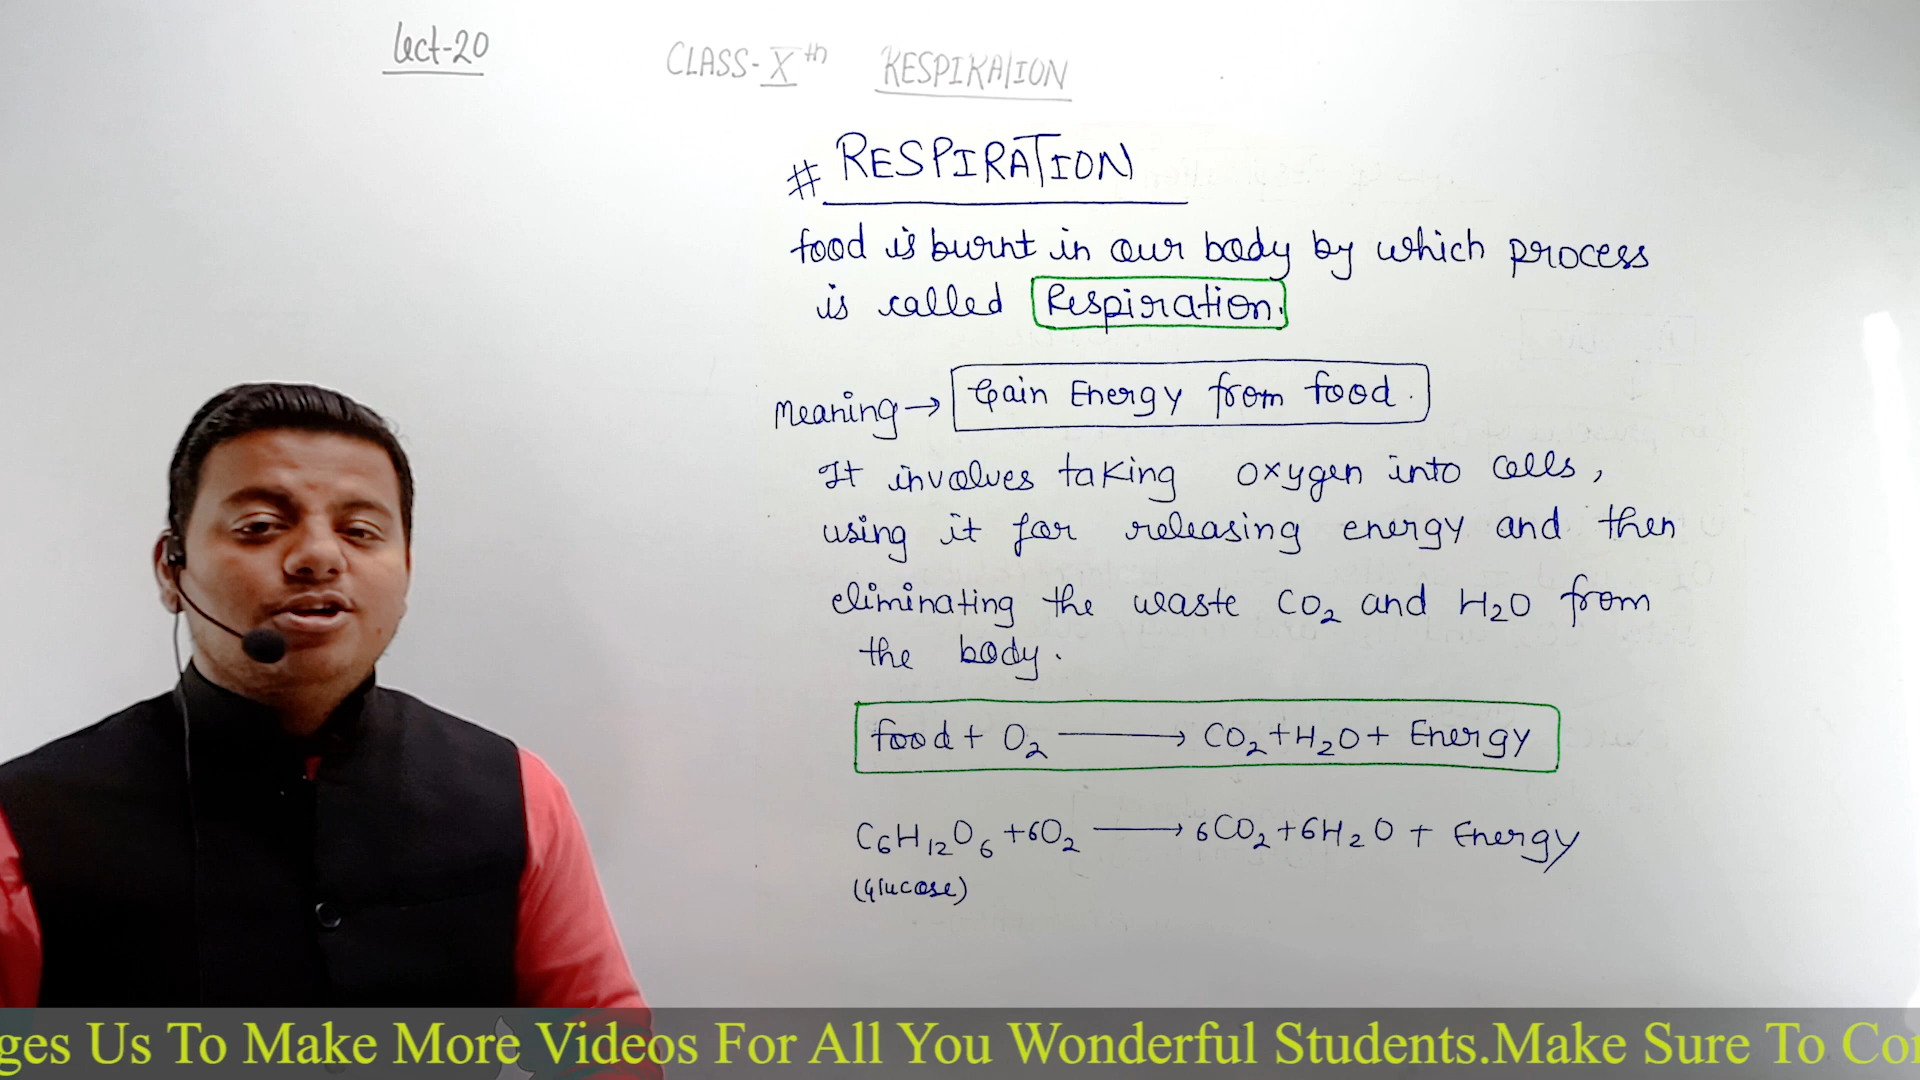 Lect-20
CLASS-Xth RESPIRATION
# RESPIRATION
food is burnt in our body by which process
is called Respiration.
Meaning → Gain Energy from food.
It involves taking oxygen into cells,
using it for releasing energy and then
eliminating the waste CO₂ and H₂O from
the body.
food + O₂ ⟶ CO₂ + H₂O + Energy
C₆H₁₂O₆ + 6O₂ ⟶ 6CO₂ + 6H₂O + Energy
(Glucose)
ges Us To Make More Videos For All You Wonderful Students.Make Sure To Co